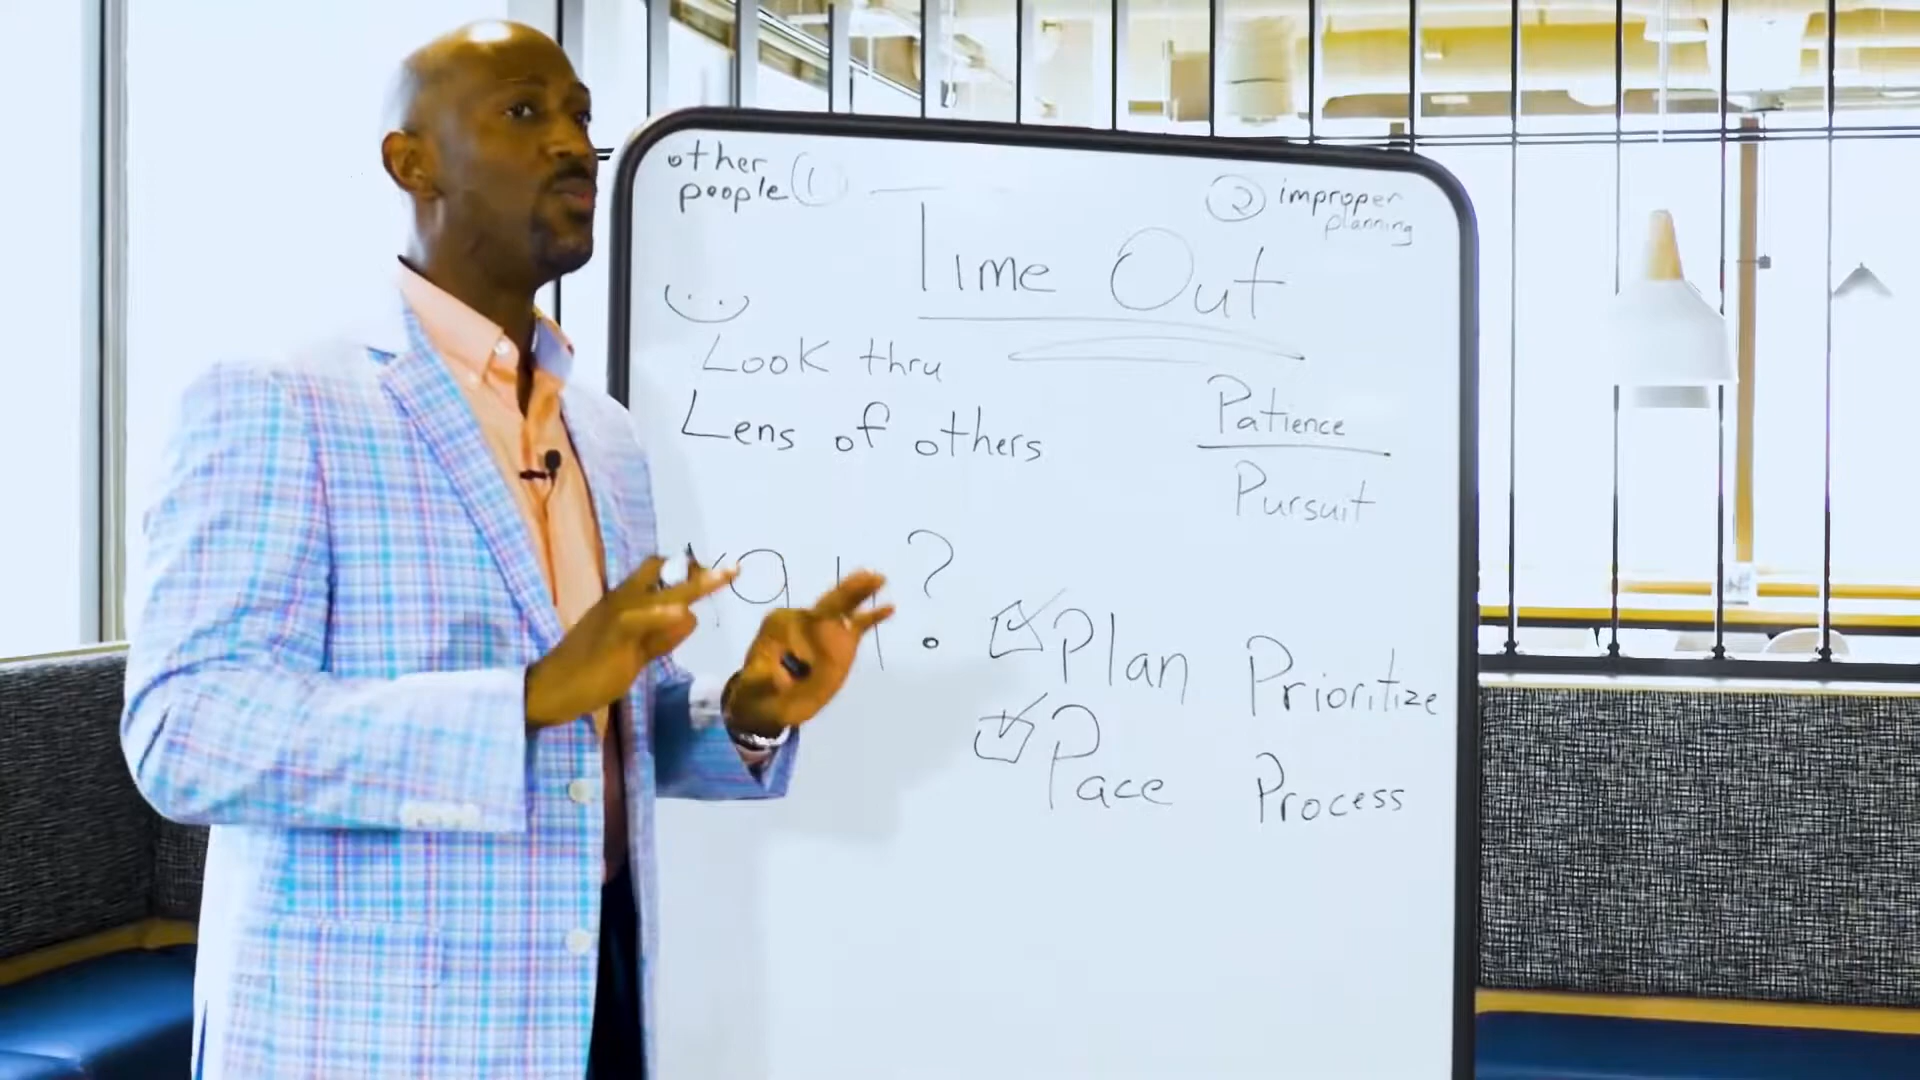 other
people 1
2 improper
planning
Time Out
Look thru
Lens of others
Patience
Pursuit
?
Plan Prioritize
Pace Process